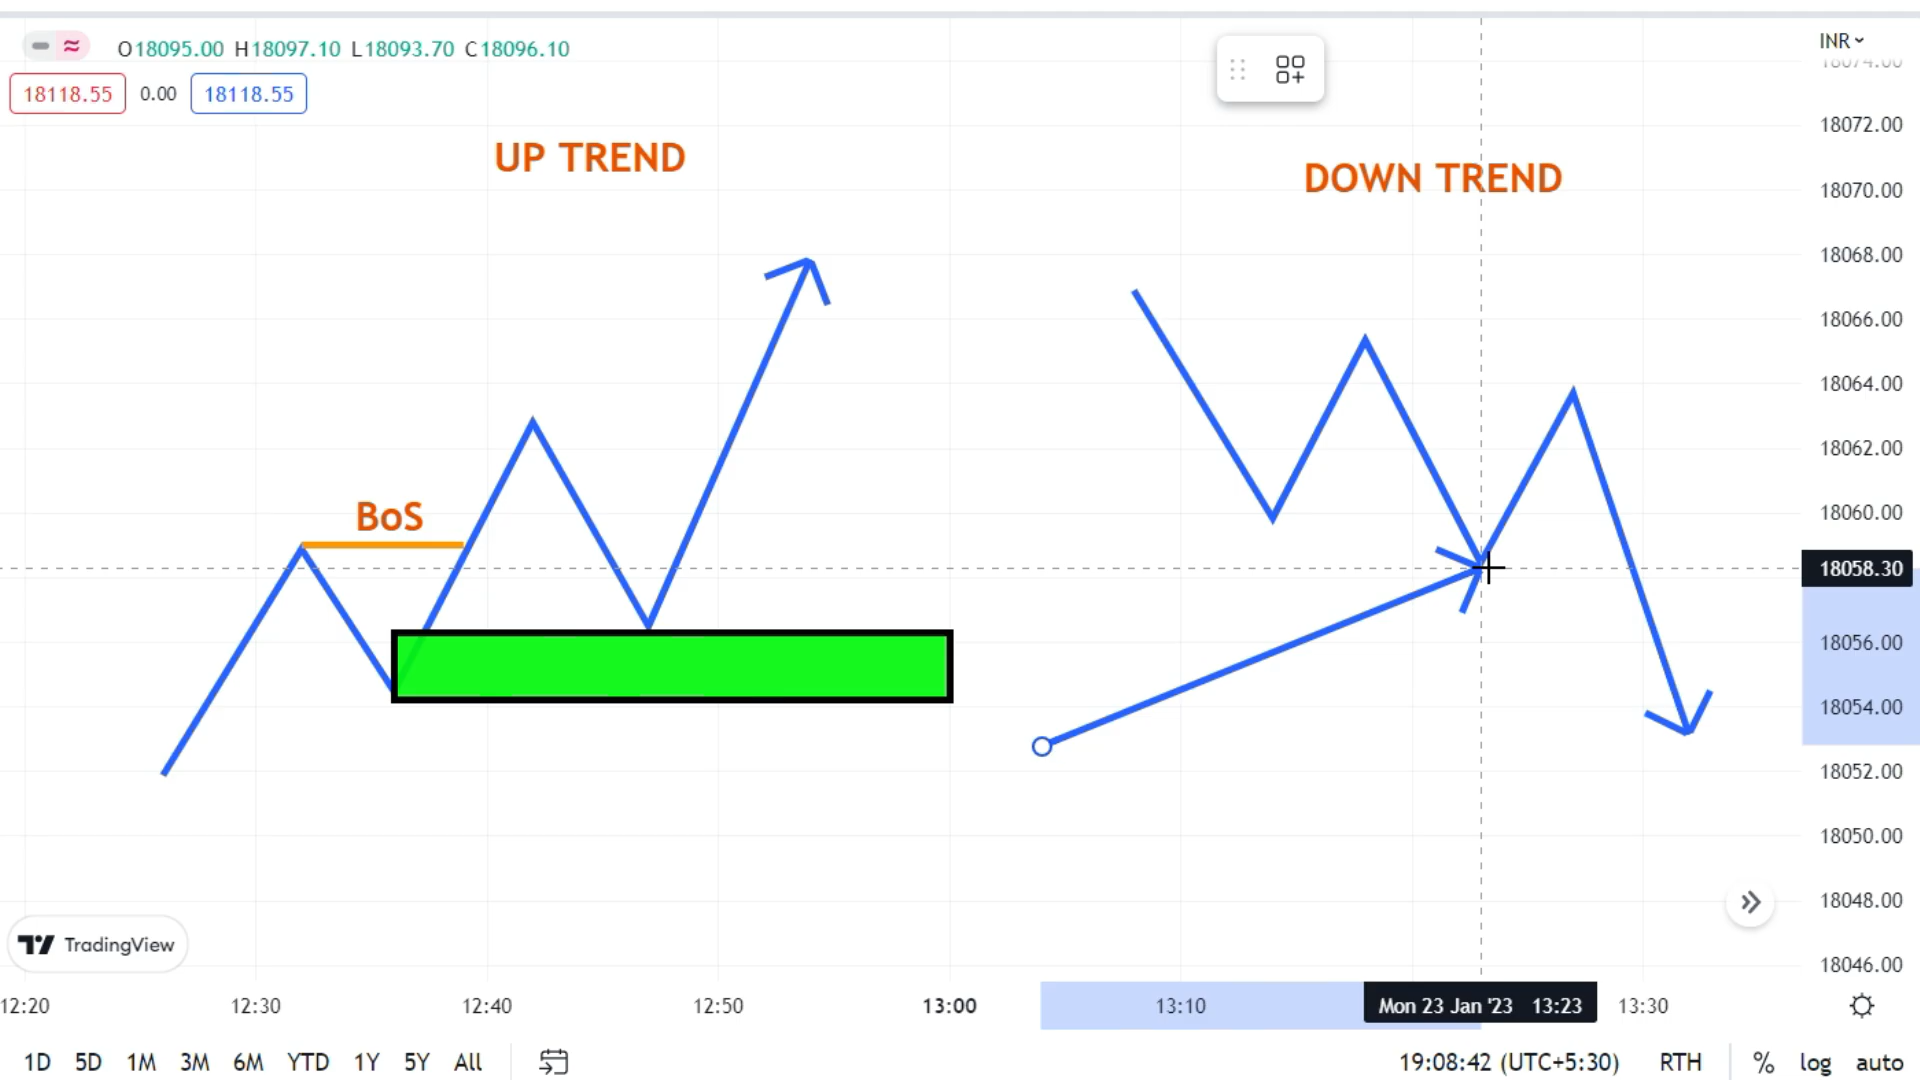 O18095.00 H18097.10 L18093.70 C18096.10
18118.55 0.00 18118.55
INR
18074.00
18072.00
18070.00
18068.00
18066.00
18064.00
18062.00
18060.00
18058.30
18056.00
18054.00
18052.00
18050.00
18048.00
18046.00
UP TREND
DOWN TREND
BoS
TradingView
12:20 12:30 12:40 12:50 13:00 13:10 Mon 23 Jan '23 13:23 13:30
1D 5D 1M 3M 6M YTD 1Y 5Y All 19:08:42 (UTC+5:30) RTH % log auto